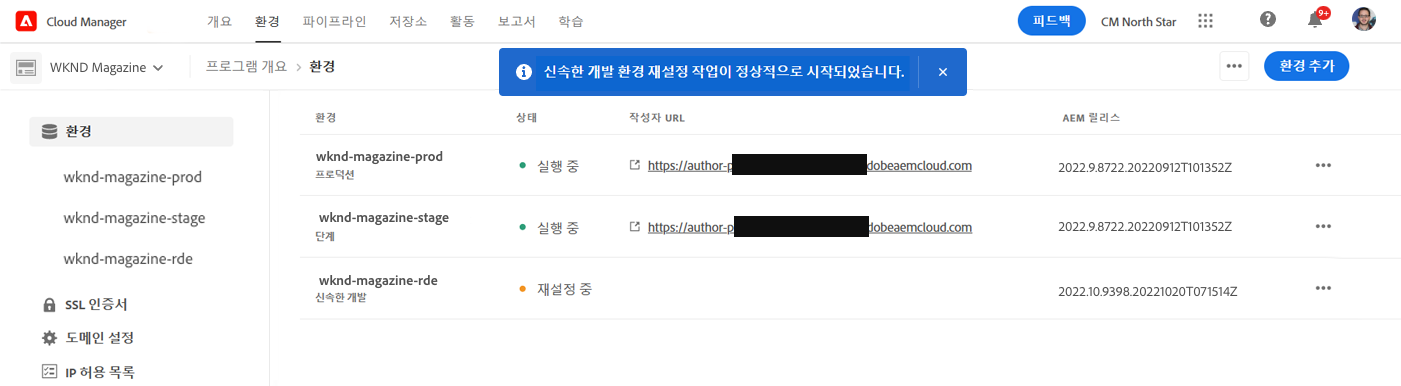 Cloud Manager 개요 환경 파이프라인 저장소 활동 보고서 학습 피드백 CM North Star 9+
WKND Magazine 프로그램 개요 > 환경 신속한 개발 환경 재설정 작업이 정상적으로 시작되었습니다. 환경 추가
환경
wknd-magazine-prod
wknd-magazine-stage
wknd-magazine-rde
SSL 인증서
도메인 설정
IP 허용 목록
환경 상태 작성자 URL AEM 릴리스
wknd-magazine-prod 실행 중 https://author-p dobeaemcloud.com 2022.9.8722.20220912T101352Z
프로덕션
wknd-magazine-stage 실행 중 https://author-p dobeaemcloud.com 2022.9.8722.20220912T101352Z
단계
wknd-magazine-rde 재설정 중 2022.10.9398.20221020T071514Z
신속한 개발